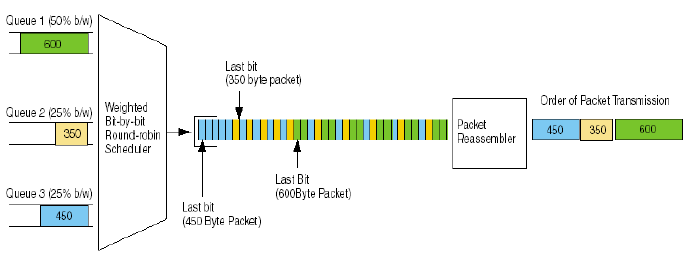 Queue 1 (50% b/w)
600
Queue 2 (25% b/w)
350
Queue 3 (25% b/w)
450
Weighted
Bit-by-bit
Round-robin
Scheduler
Last bit
(350 byte packet)
Last bit
(450 Byte Packet)
Last Bit
(600Byte Packet)
Packet
Reassembler
Order of Packet Transmission
450 350 600